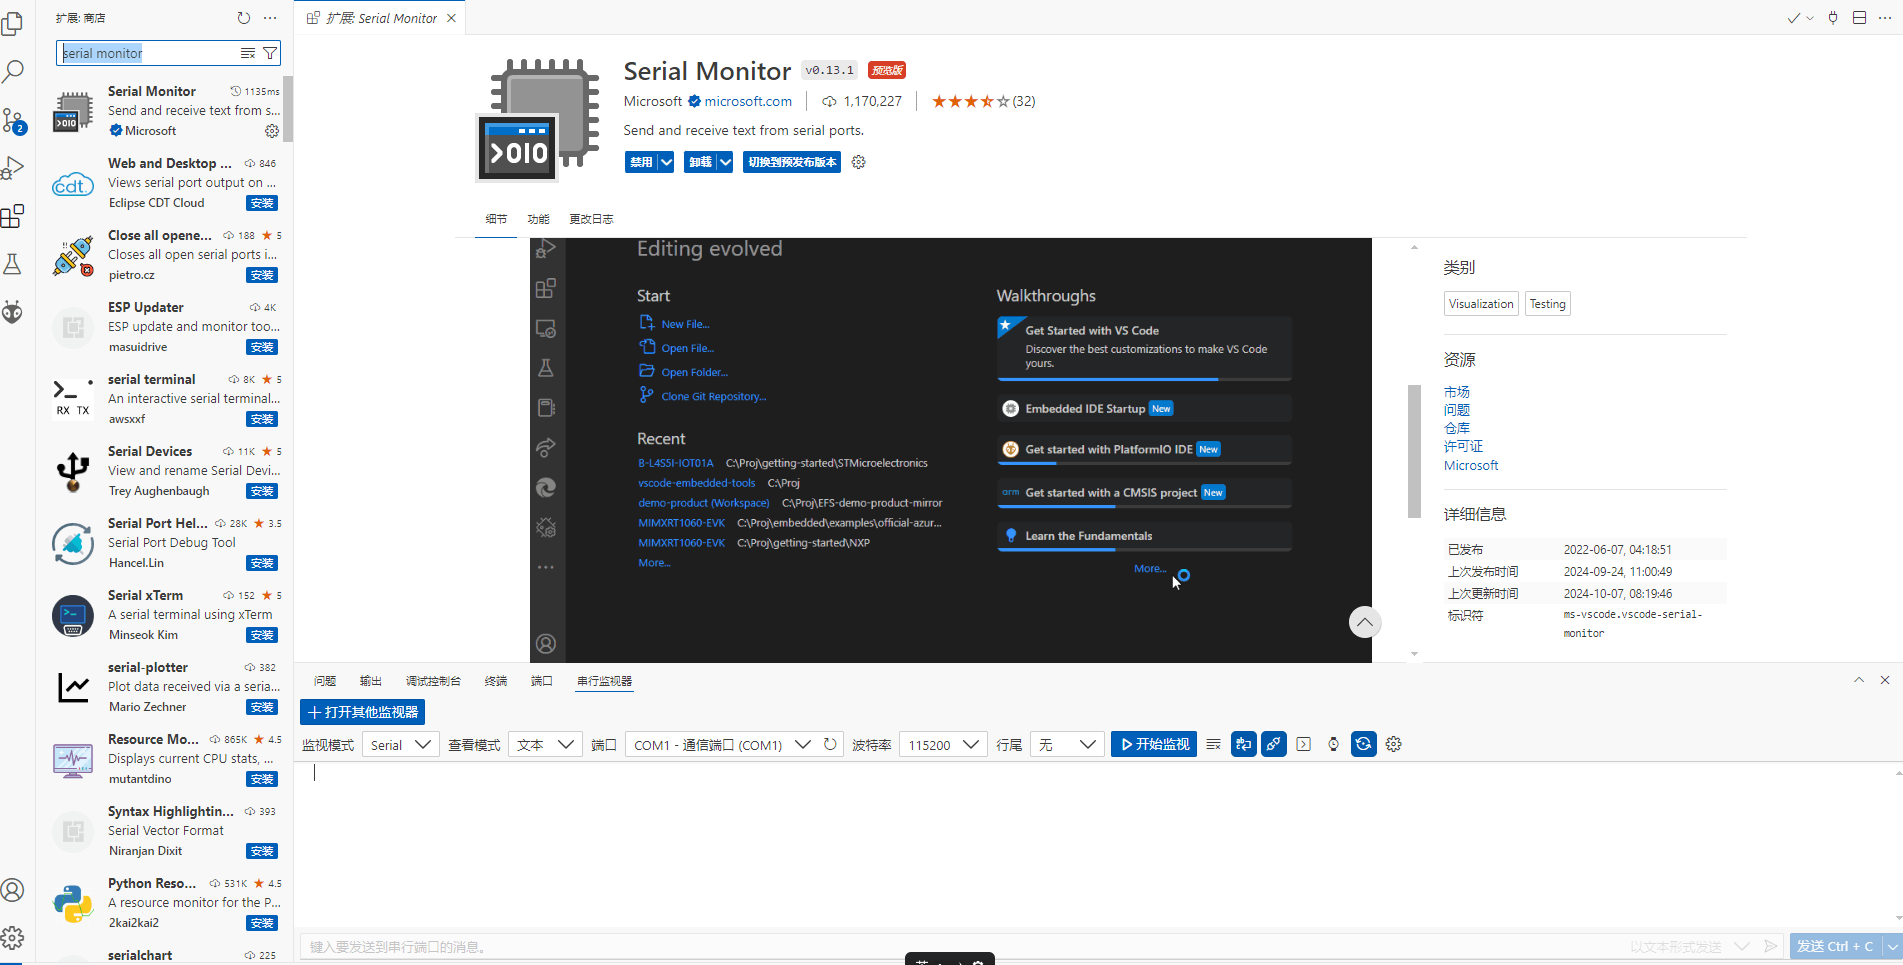 扩展: 商店
serial monitor
Serial Monitor 1135ms
Send and receive text from s...
Microsoft
Web and Desktop ... 846
Views serial port output on ...
Eclipse CDT Cloud 安装
Close all opene... 188 ★ 5
Closes all open serial ports i...
pietro.cz 安装
ESP Updater 4K
ESP update and monitor too...
masuidrive 安装
serial terminal 8K ★ 5
An interactive serial terminal...
awsxxf 安装
Serial Devices 11K ★ 5
View and rename Serial Devi...
Trey Aughenbaugh 安装
Serial Port Hel... 28K ★ 3.5
Serial Port Debug Tool
Hancel.Lin 安装
Serial xTerm 152 ★ 5
A serial terminal using xTerm
Minseok Kim 安装
serial-plotter 382
Plot data received via a seria...
Mario Zechner 安装
Resource Mo... 865K ★ 4.5
Displays current CPU stats, ...
mutantdino 安装
Syntax Highlightin... 393
Serial Vector Format
Niranjan Dixit 安装
Python Reso... 531K ★ 4.5
A resource monitor for the P...
2kai2kai2 安装
serialchart 225
2
>OIO
cdt.
>_
RX TX
扩展: Serial Monitor
>OIO
Serial Monitor v0.13.1 预览版
Microsoft microsoft.com 1,170,227 (32)
Send and receive text from serial ports.
禁用 卸载 切换到预发布版本
细节 功能 更改日志
Editing evolved
Start
New File...
Open File...
Open Folder...
Clone Git Repository...
Recent
B-L4S5I-IOT01A C:\Proj\getting-started\STMicroelectronics
vscode-embedded-tools C:\Proj
demo-product (Workspace) C:\Proj\EFS-demo-product-mirror
MIMXRT1060-EVK C:\Proj\embedded\examples\official-azur...
MIMXRT1060-EVK C:\Proj\getting-started\NXP
More...
Walkthroughs
Get Started with VS Code
Discover the best customizations to make VS Code
yours.
Embedded IDE Startup New
Get started with PlatformIO IDE New
arm Get started with a CMSIS project New
Learn the Fundamentals
More...
类别
Visualization Testing
资源
市场
问题
仓库
许可证
Microsoft
详细信息
已发布 2022-06-07, 04:18:51
上次发布时间 2024-09-24, 11:00:49
上次更新时间 2024-10-07, 08:19:46
标识符 ms-vscode.vscode-serial-
monitor
问题 输出 调试控制台 终端 端口 串行监视器
打开其他监视器
监视模式 Serial 查看模式 文本 端口 COM1 - 通信端口 (COM1) 波特率 115200 行尾 无 开始监视
键入要发送到串行端口的消息。
以文本形式发送 发送 Ctrl + C